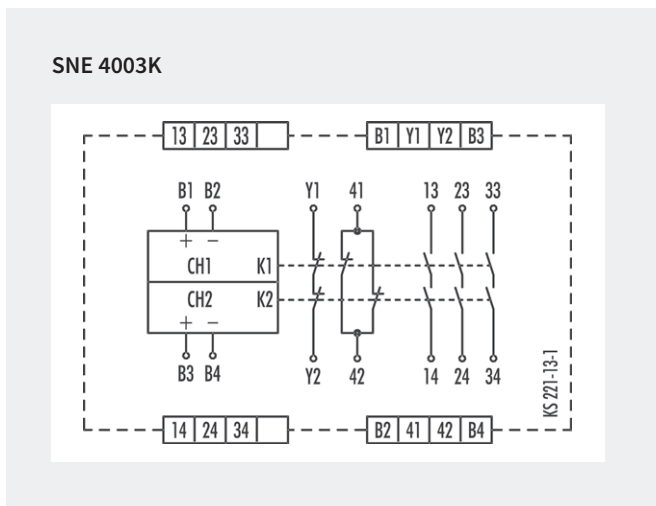 SNE 4003K
13 23 33 B1 Y1 Y2 B3
B1 B2 Y1 41 13 23 33
+ −
CH1 K1
CH2 K2
+ −
B3 B4 Y2 42 14 24 34
KS 221-13-1
14 24 34 B2 41 42 B4